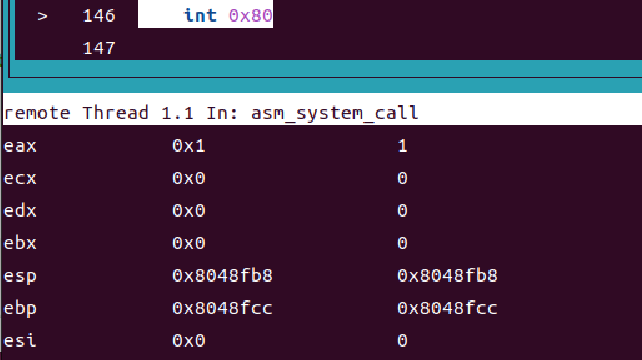 > 146 int 0x80
147
remote Thread 1.1 In: asm_system_call
eax 0x1 1
ecx 0x0 0
edx 0x0 0
ebx 0x0 0
esp 0x8048fb8 0x8048fb8
ebp 0x8048fcc 0x8048fcc
esi 0x0 0